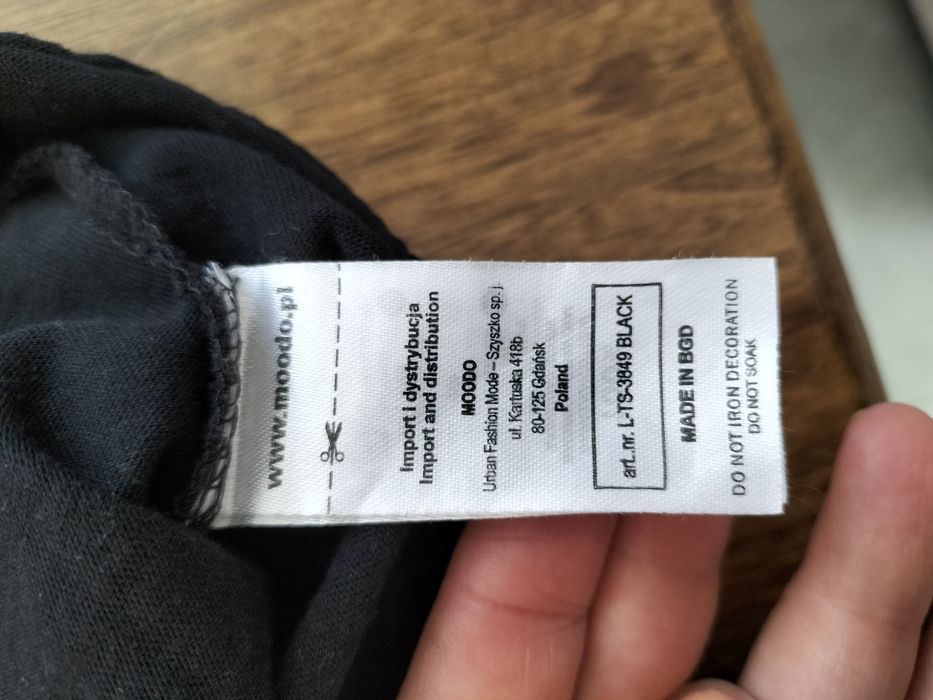 www.moodo.pl
Import i dystrybucja
Import and distribution
MOODO
Urban Fashion Mode – Szyszko sp. j.
ul. Kartuska 418b
80-125 Gdańsk
Poland
art. nr. L-TS-3849 BLACK
MADE IN BGD
DO NOT IRON DECORATION
DO NOT SOAK